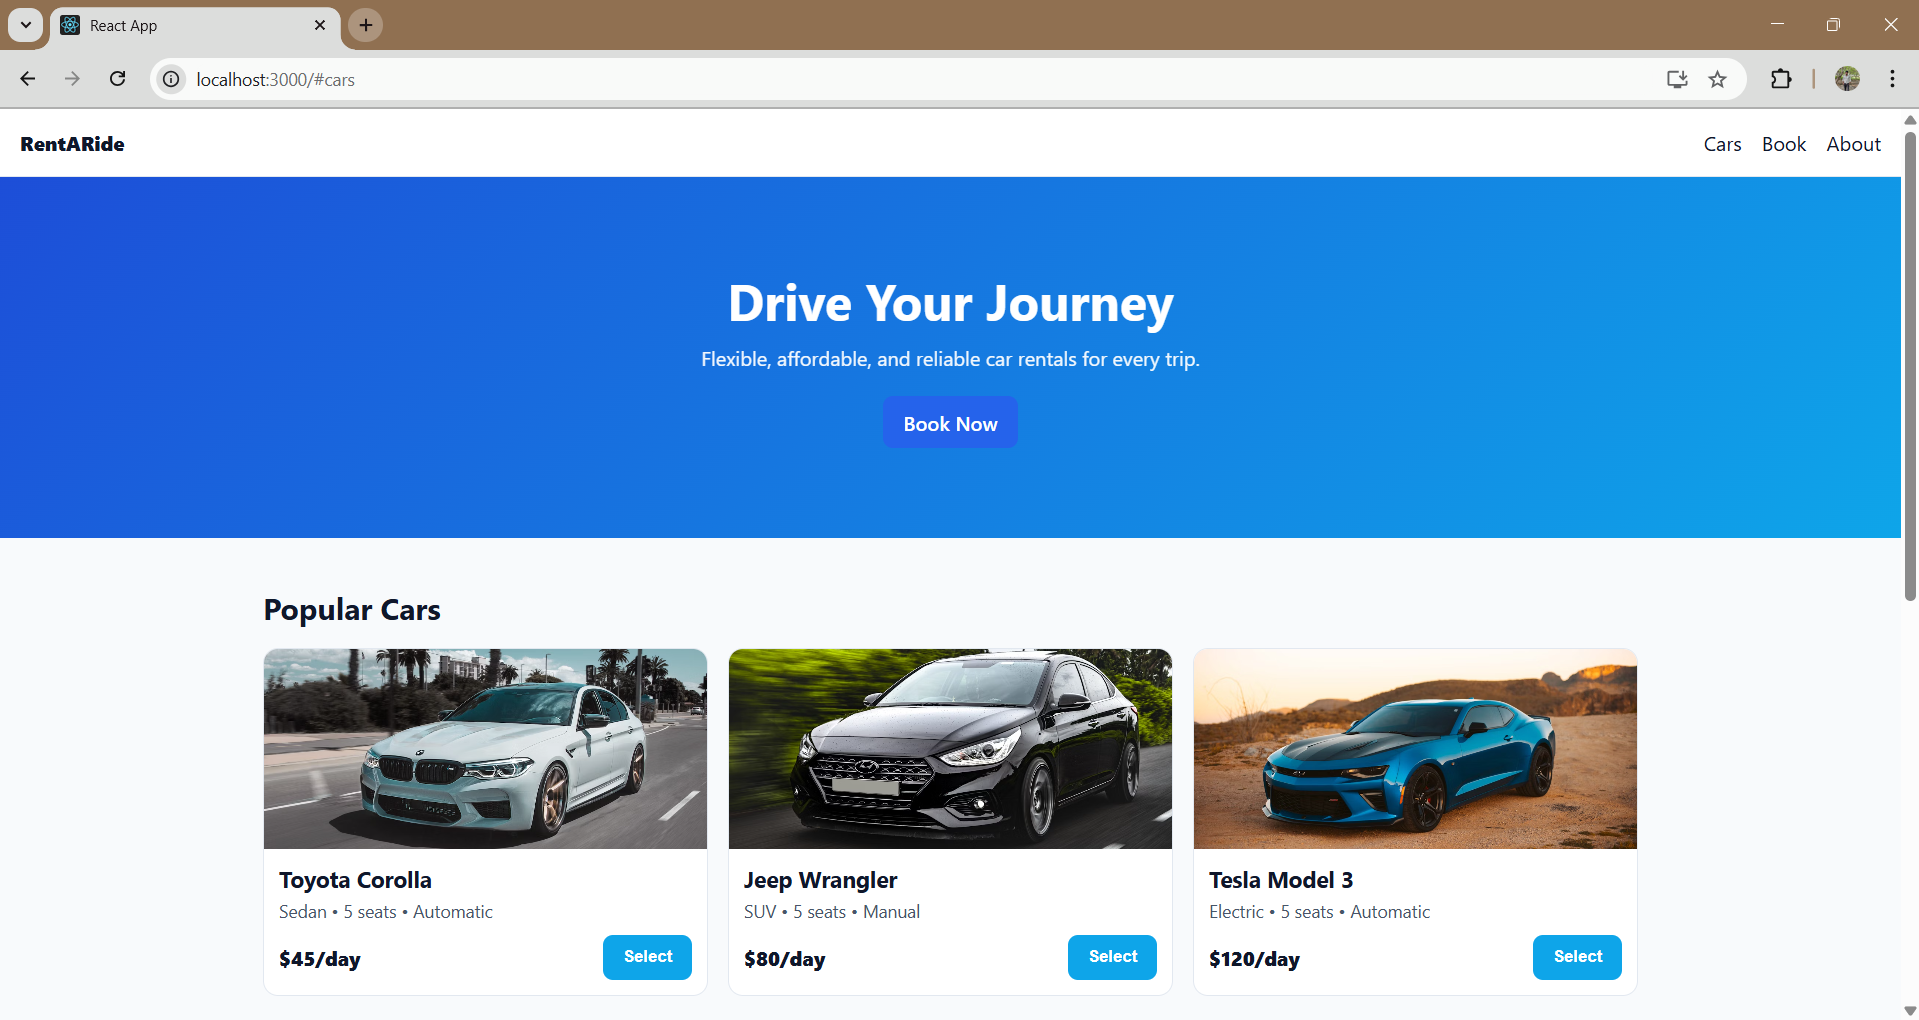 React App
localhost:3000/#cars
RentARide
Cars Book About
Drive Your Journey
Flexible, affordable, and reliable car rentals for every trip.
Book Now
Popular Cars
Toyota Corolla
Sedan • 5 seats • Automatic
$45/day
Select
Jeep Wrangler
SUV • 5 seats • Manual
$80/day
Select
Tesla Model 3
Electric • 5 seats • Automatic
$120/day
Select